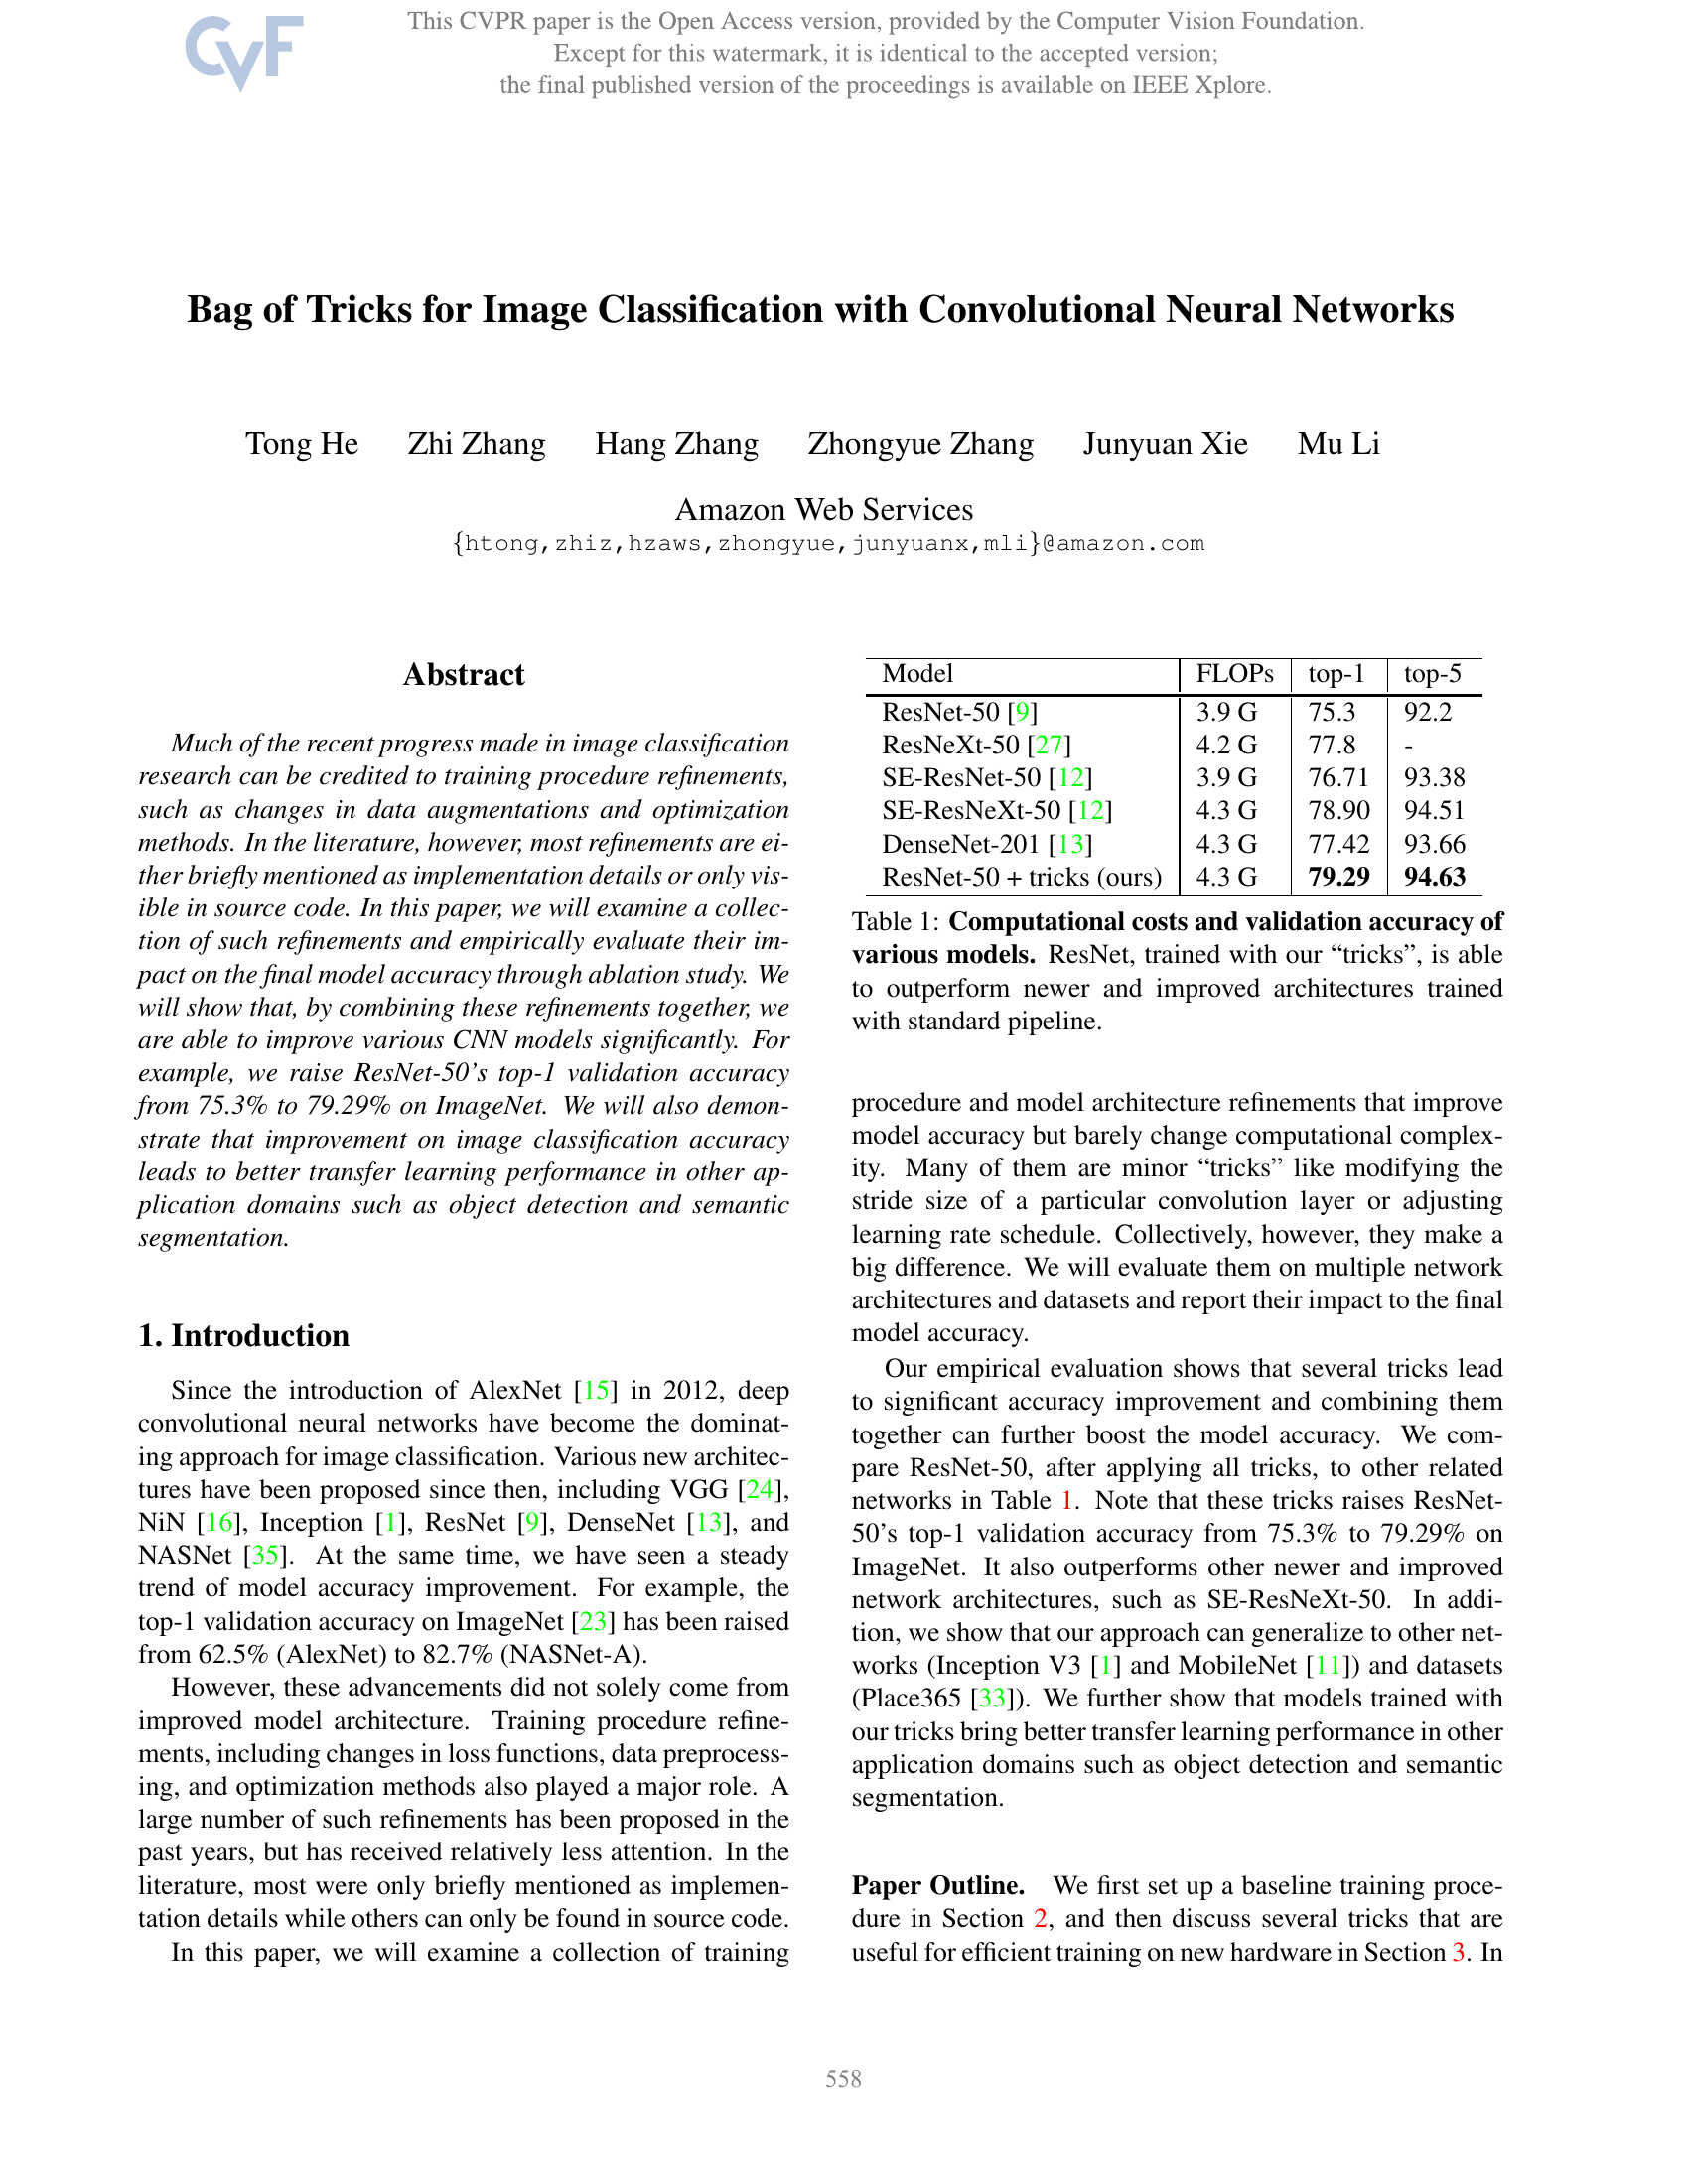 CVF
This CVPR paper is the Open Access version, provided by the Computer Vision Foundation.
Except for this watermark, it is identical to the accepted version;
the final published version of the proceedings is available on IEEE Xplore.
Bag of Tricks for Image Classification with Convolutional Neural Networks
Tong He Zhi Zhang Hang Zhang Zhongyue Zhang Junyuan Xie Mu Li
Amazon Web Services
{htong,zhiz,hzaws,zhongyue,junyuanx,mli}@amazon.com
Abstract
Much of the recent progress made in image classification
research can be credited to training procedure refinements,
such as changes in data augmentations and optimization
methods. In the literature, however, most refinements are ei-
ther briefly mentioned as implementation details or only vis-
ible in source code. In this paper, we will examine a collec-
tion of such refinements and empirically evaluate their im-
pact on the final model accuracy through ablation study. We
will show that, by combining these refinements together, we
are able to improve various CNN models significantly. For
example, we raise ResNet-50's top-1 validation accuracy
from 75.3% to 79.29% on ImageNet. We will also demon-
strate that improvement on image classification accuracy
leads to better transfer learning performance in other ap-
plication domains such as object detection and semantic
segmentation.
1. Introduction
Since the introduction of AlexNet [15] in 2012, deep
convolutional neural networks have become the dominat-
ing approach for image classification. Various new architec-
tures have been proposed since then, including VGG [24],
NiN [16], Inception [1], ResNet [9], DenseNet [13], and
NASNet [35]. At the same time, we have seen a steady
trend of model accuracy improvement. For example, the
top-1 validation accuracy on ImageNet [23] has been raised
from 62.5% (AlexNet) to 82.7% (NASNet-A).
However, these advancements did not solely come from
improved model architecture. Training procedure refine-
ments, including changes in loss functions, data preprocess-
ing, and optimization methods also played a major role. A
large number of such refinements has been proposed in the
past years, but has received relatively less attention. In the
literature, most were only briefly mentioned as implemen-
tation details while others can only be found in source code.
In this paper, we will examine a collection of training
Model FLOPs top-1 top-5
ResNet-50 [9] 3.9 G 75.3 92.2
ResNeXt-50 [27] 4.2 G 77.8 -
SE-ResNet-50 [12] 3.9 G 76.71 93.38
SE-ResNeXt-50 [12] 4.3 G 78.90 94.51
DenseNet-201 [13] 4.3 G 77.42 93.66
ResNet-50 + tricks (ours) 4.3 G 79.29 94.63
Table 1: Computational costs and validation accuracy of
various models. ResNet, trained with our “tricks”, is able
to outperform newer and improved architectures trained
with standard pipeline.
procedure and model architecture refinements that improve
model accuracy but barely change computational complex-
ity. Many of them are minor “tricks” like modifying the
stride size of a particular convolution layer or adjusting
learning rate schedule. Collectively, however, they make a
big difference. We will evaluate them on multiple network
architectures and datasets and report their impact to the final
model accuracy.
Our empirical evaluation shows that several tricks lead
to significant accuracy improvement and combining them
together can further boost the model accuracy. We com-
pare ResNet-50, after applying all tricks, to other related
networks in Table 1. Note that these tricks raises ResNet-
50's top-1 validation accuracy from 75.3% to 79.29% on
ImageNet. It also outperforms other newer and improved
network architectures, such as SE-ResNeXt-50. In addi-
tion, we show that our approach can generalize to other net-
works (Inception V3 [1] and MobileNet [11]) and datasets
(Place365 [33]). We further show that models trained with
our tricks bring better transfer learning performance in other
application domains such as object detection and semantic
segmentation.
Paper Outline. We first set up a baseline training proce-
dure in Section 2, and then discuss several tricks that are
useful for efficient training on new hardware in Section 3. In
558